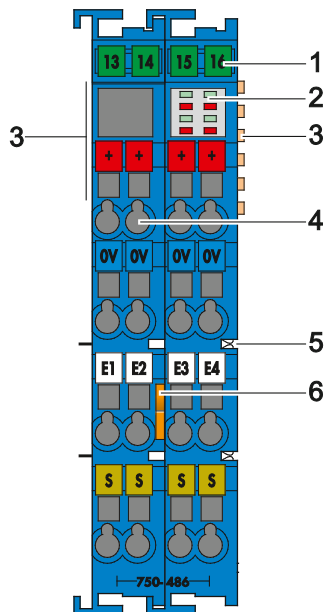 13 14 15 16 1
2
3 3
+ + + +
4
0V 0V 0V 0V
5
E1 E2 E3 E4
6
S S S S
750-486